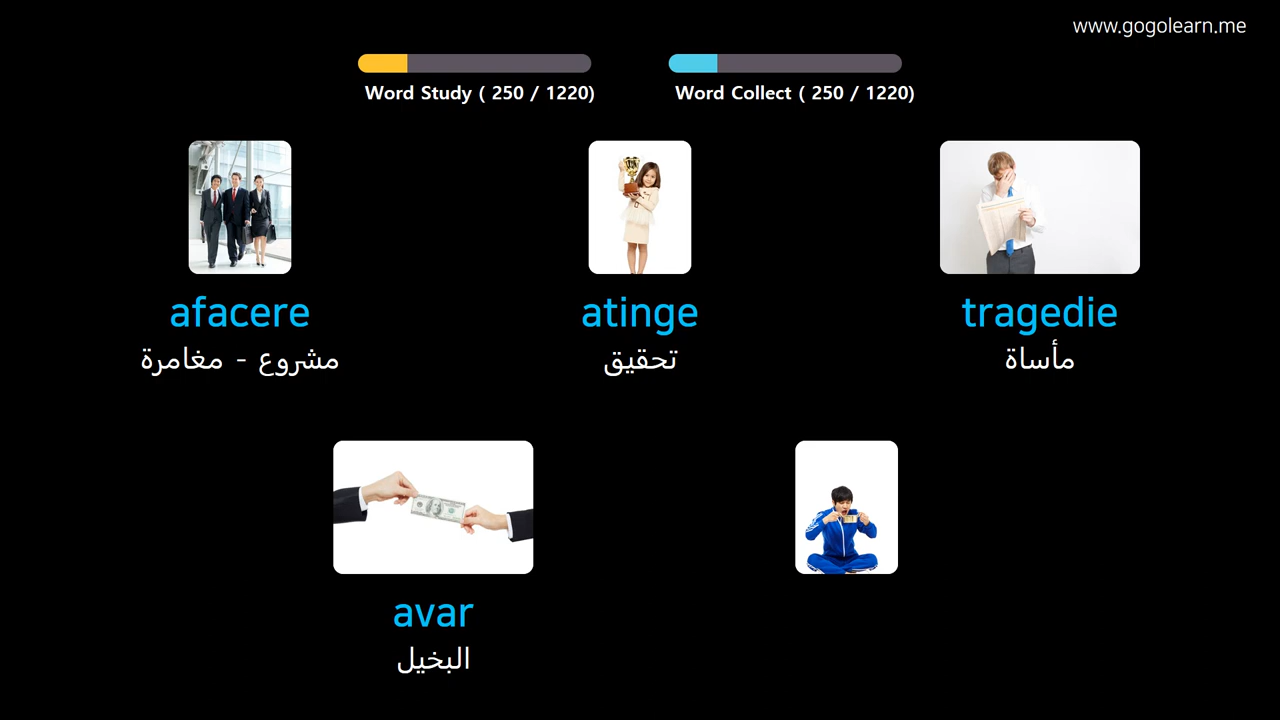 www.gogolearn.me
Word Study ( 250 / 1220)
Word Collect ( 250 / 1220)
afacere
مشروع - مغامرة
atinge
تحقيق
tragedie
مأساة
avar
البخيل